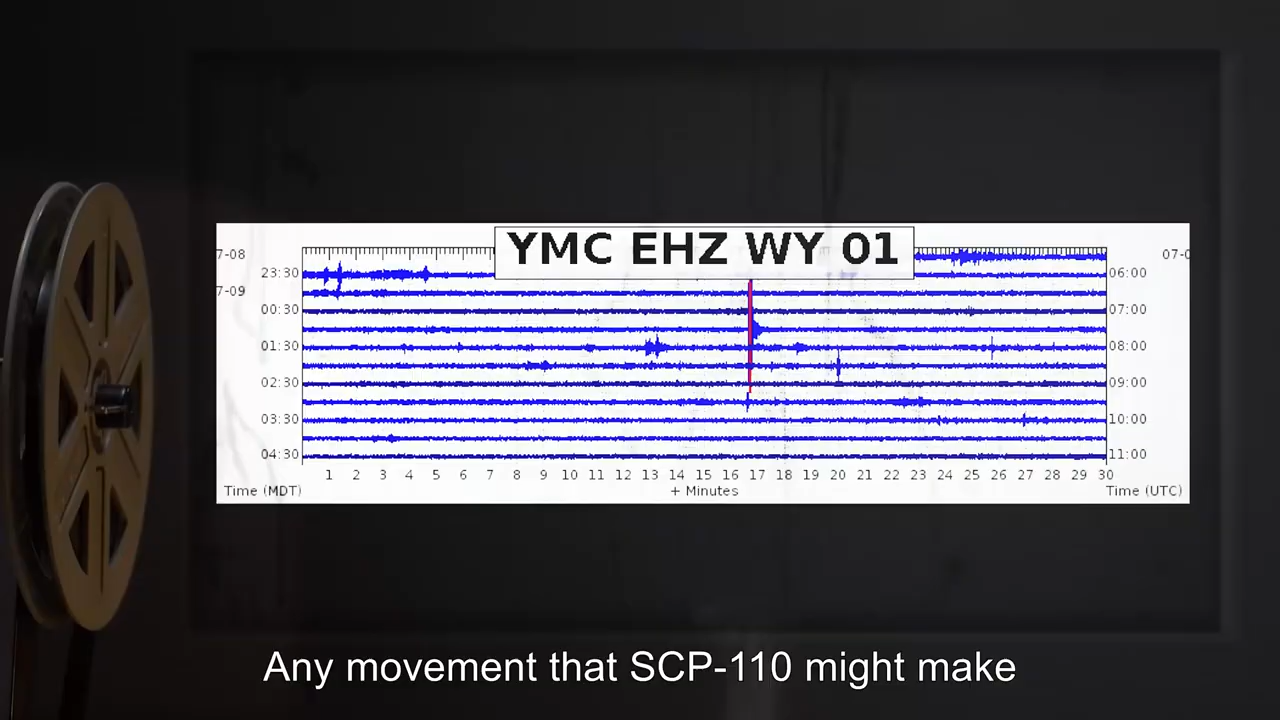 YMC EHZ WY 01
7-08
07-0
23:30
06:00
7-09
00:30
07:00
01:30
08:00
02:30
09:00
03:30
10:00
04:30
11:00
1 2 3 4 5 6 7 8 9 10 11 12 13 14 15 16 17 18 19 20 21 22 23 24 25 26 27 28 29 30
Time (MDT)
+ Minutes
Time (UTC)
Any movement that SCP-110 might make